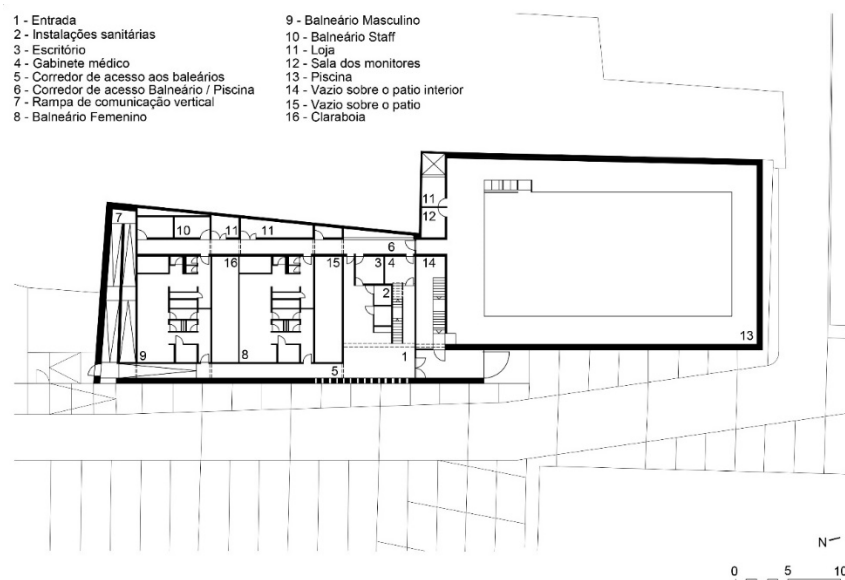 1 - Entrada
2 - Instalações sanitárias
3 - Escritório
4 - Gabinete médico
5 - Corredor de acesso aos baleários
6 - Corredor de acesso Balneário / Piscina
7 - Rampa de comunicação vertical
8 - Balneário Femenino
9 - Balneário Masculino
10 - Balneário Staff
11 - Loja
12 - Sala dos monitores
13 - Piscina
14 - Vazio sobre o patio interior
15 - Vazio sobre o patio
16 - Claraboia
11
12
7
10
11
11
6
16
15
3
4
14
2
13
9
8
5
1
N
0 5 10